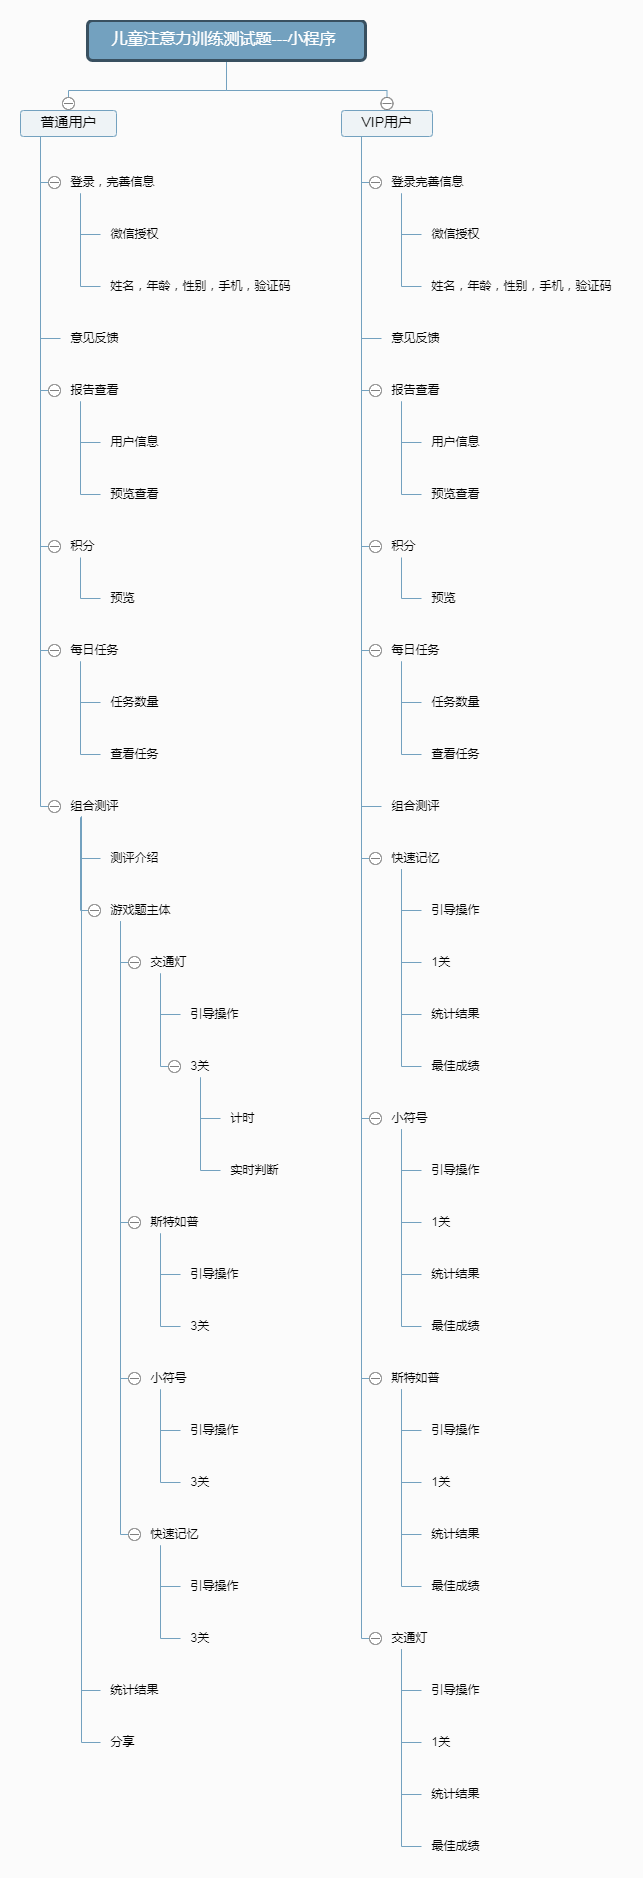 儿童注意力训练测试题---小程序
普通用户
登录，完善信息
微信授权
姓名，年龄，性别，手机，验证码
意见反馈
报告查看
用户信息
预览查看
积分
预览
每日任务
任务数量
查看任务
组合测评
测评介绍
游戏题主体
交通灯
引导操作
3关
计时
实时判断
斯特如普
引导操作
3关
小符号
引导操作
3关
快速记忆
引导操作
3关
统计结果
分享
VIP用户
登录完善信息
微信授权
姓名，年龄，性别，手机，验证码
意见反馈
报告查看
用户信息
预览查看
积分
预览
每日任务
任务数量
查看任务
组合测评
快速记忆
引导操作
1关
统计结果
最佳成绩
小符号
引导操作
1关
统计结果
最佳成绩
斯特如普
引导操作
1关
统计结果
最佳成绩
交通灯
引导操作
1关
统计结果
最佳成绩